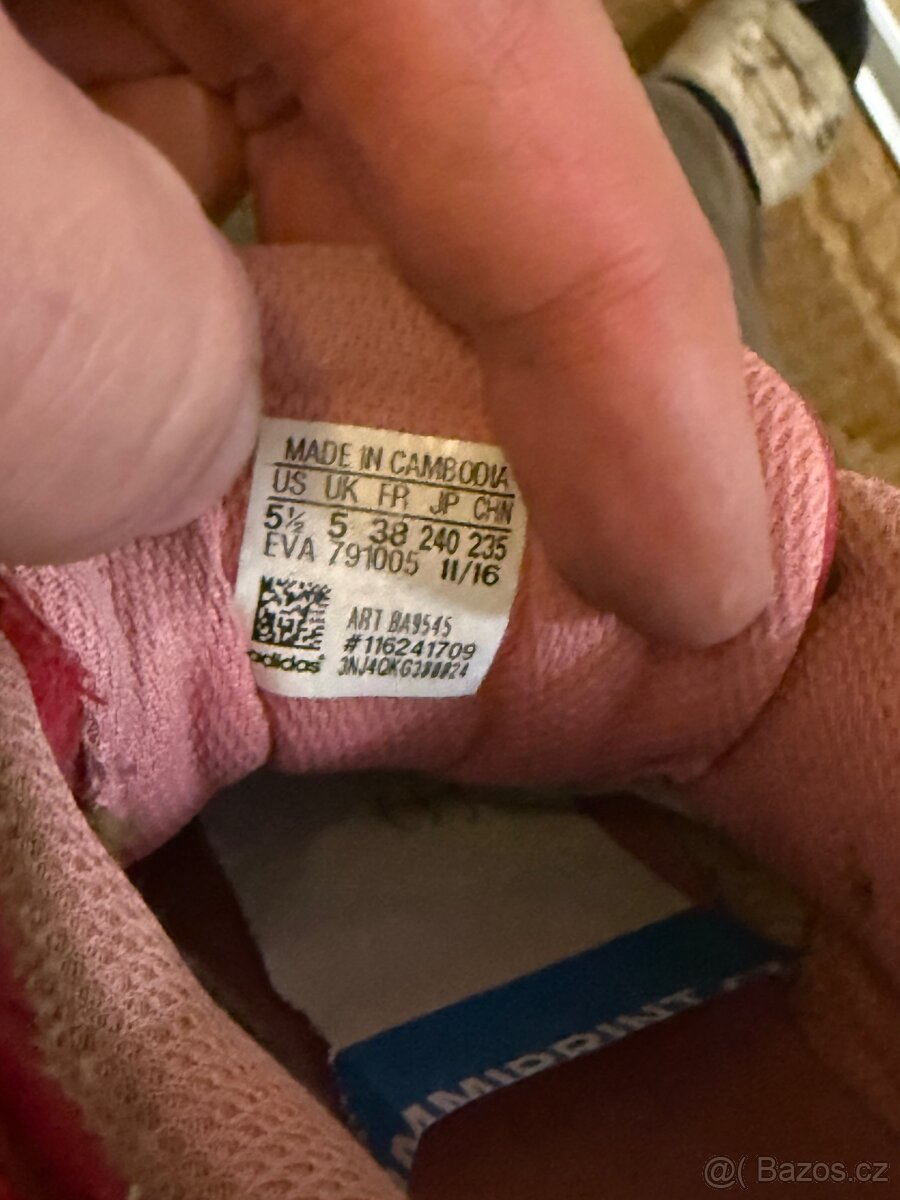 MADE IN CAMBODIA
US UK FR JP CHN
5½ 5 38 240 235
EVA 791005 11/16
ART BA9545
#116241709
adidas
@( Bazos.cz